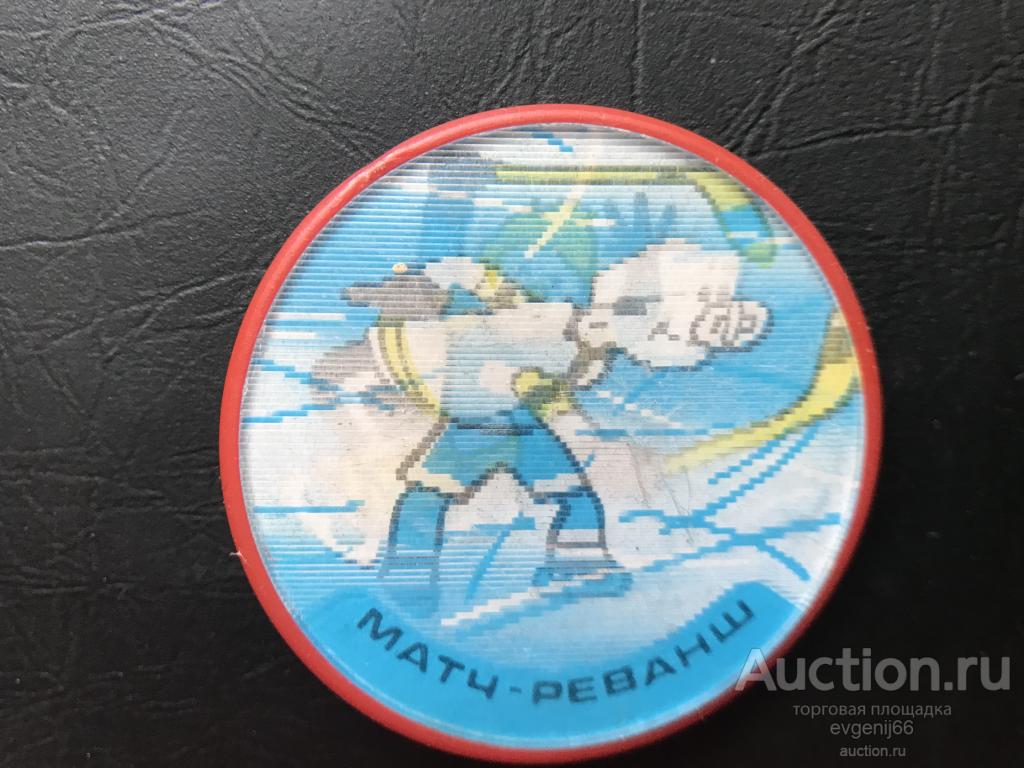 МАТЧ-РЕВАНШ
Auction.ru
торговая площадка
evgenij66
auction.ru